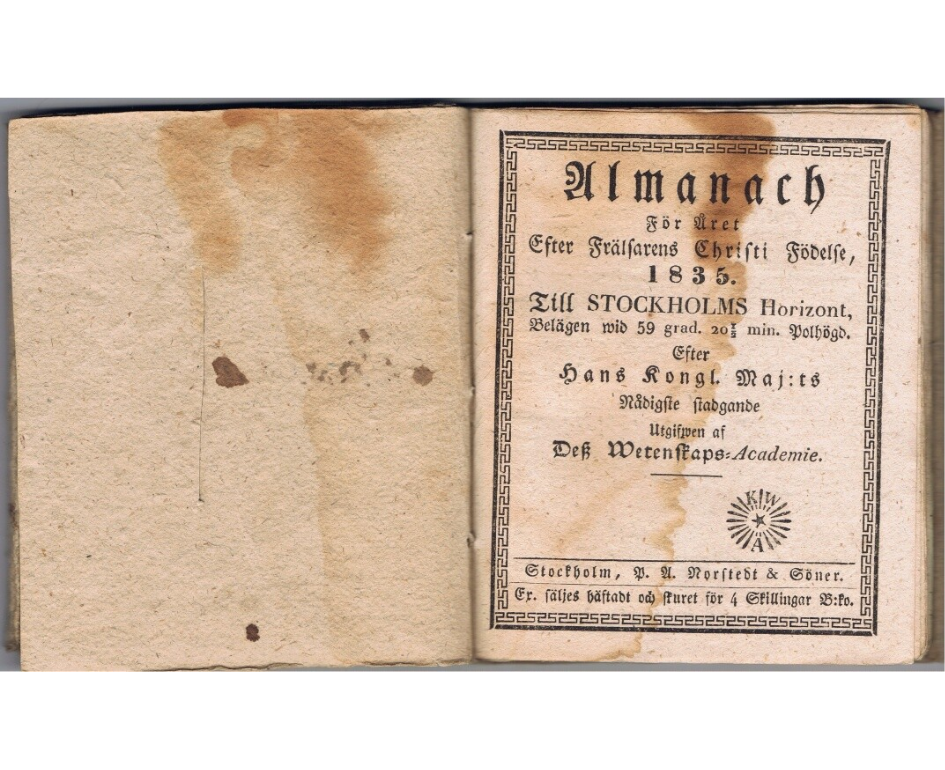 Almanach
För Året
Efter Frälsarens Christi Födelse,
1835.
Till STOCKHOLMS Horizont,
Belägen wid 59 grad. 20½ min. Polhögd.
Efter
Hans Kongl. Maj:ts
Nådigste stadgande
Utgifwen af
Deß Wetenskaps-Academie.
K W
A
Stockholm, P. A. Norstedt & Söner.
Ex. säljes häftadt och skuret för 4 Skillingar B:ko.